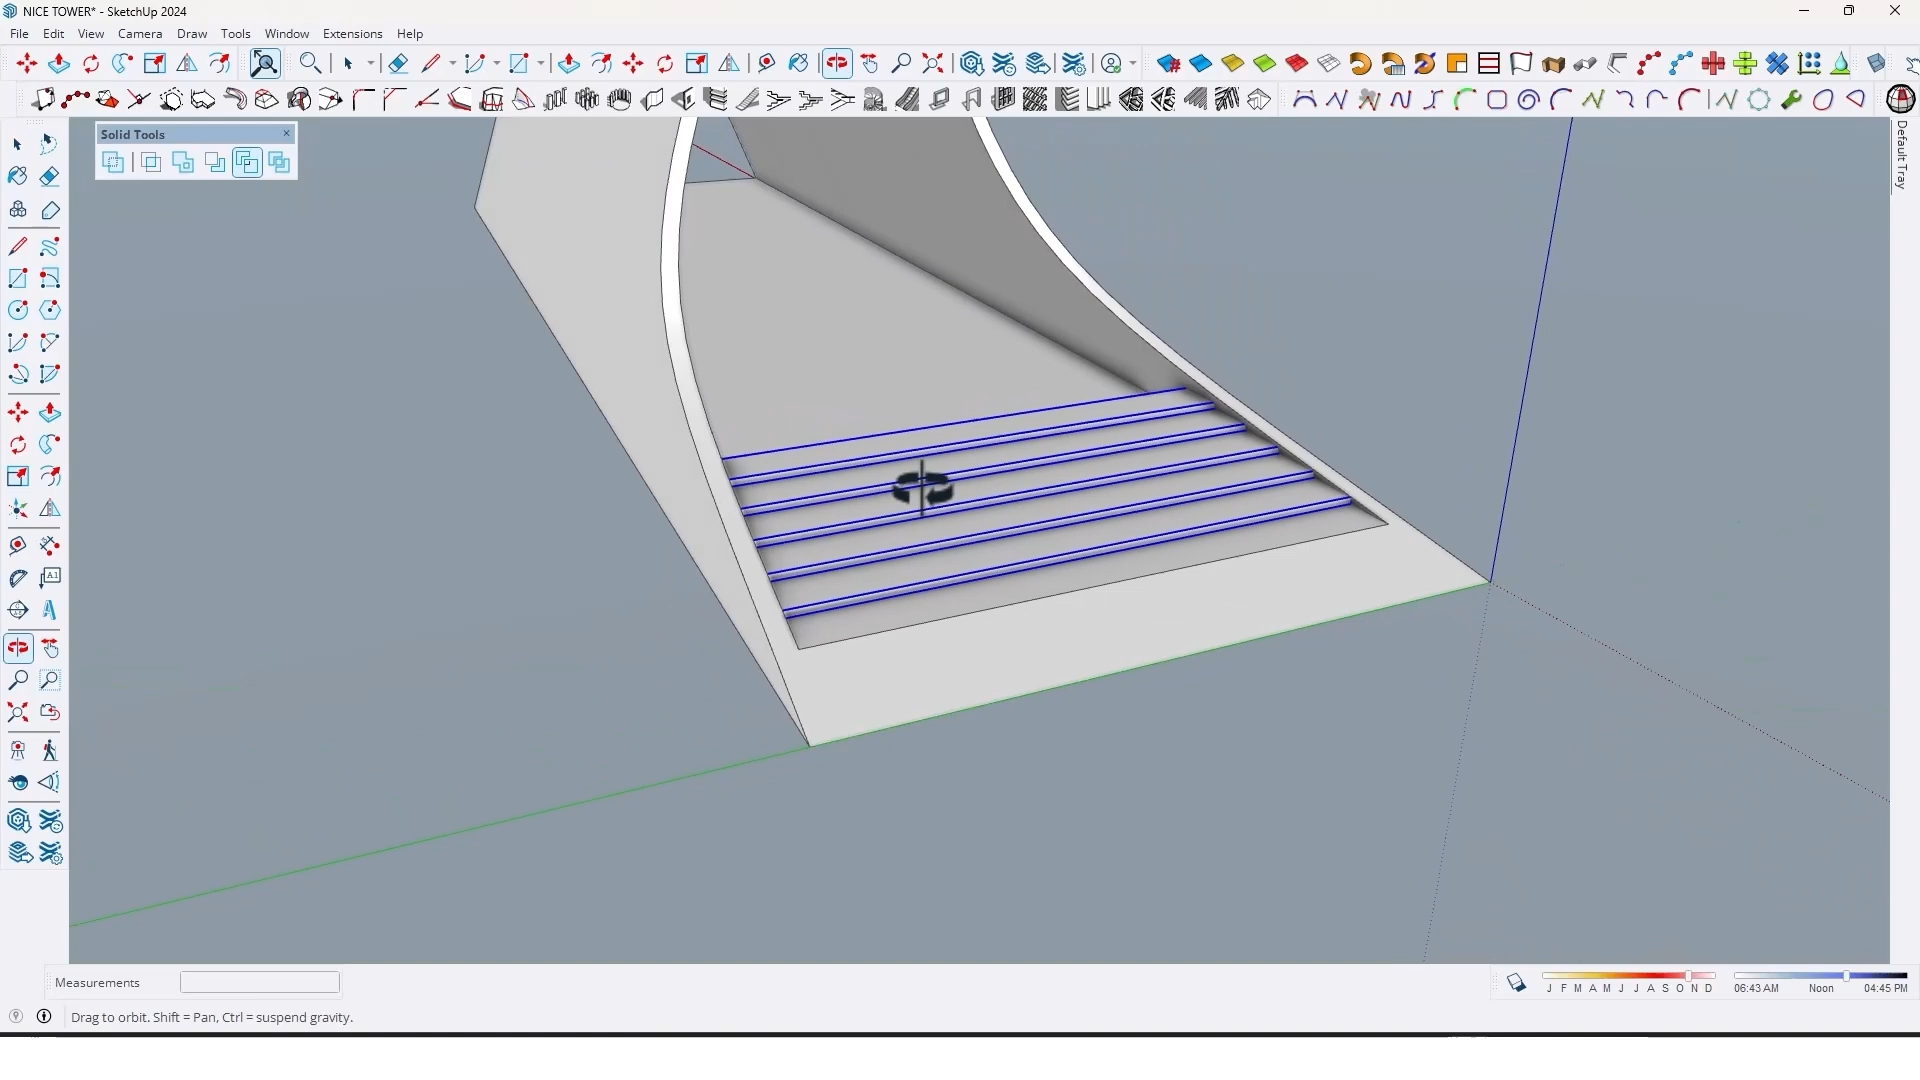 NICE TOWER* - SketchUp 2024
File Edit View Camera Draw Tools Window Extensions Help
Solid Tools
Default Tray
A1
Measurements
J F M A M J J A S O N D
06:43 AM Noon 04:45 PM
Drag to orbit. Shift = Pan, Ctrl = suspend gravity.